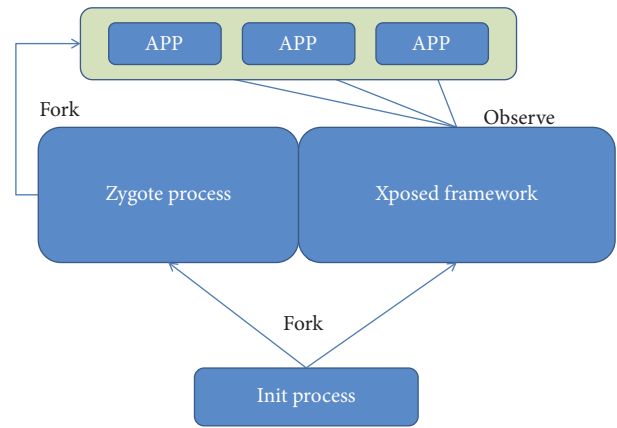 APP APP APP
Fork
Observe
Zygote process
Xposed framework
Fork
Init process